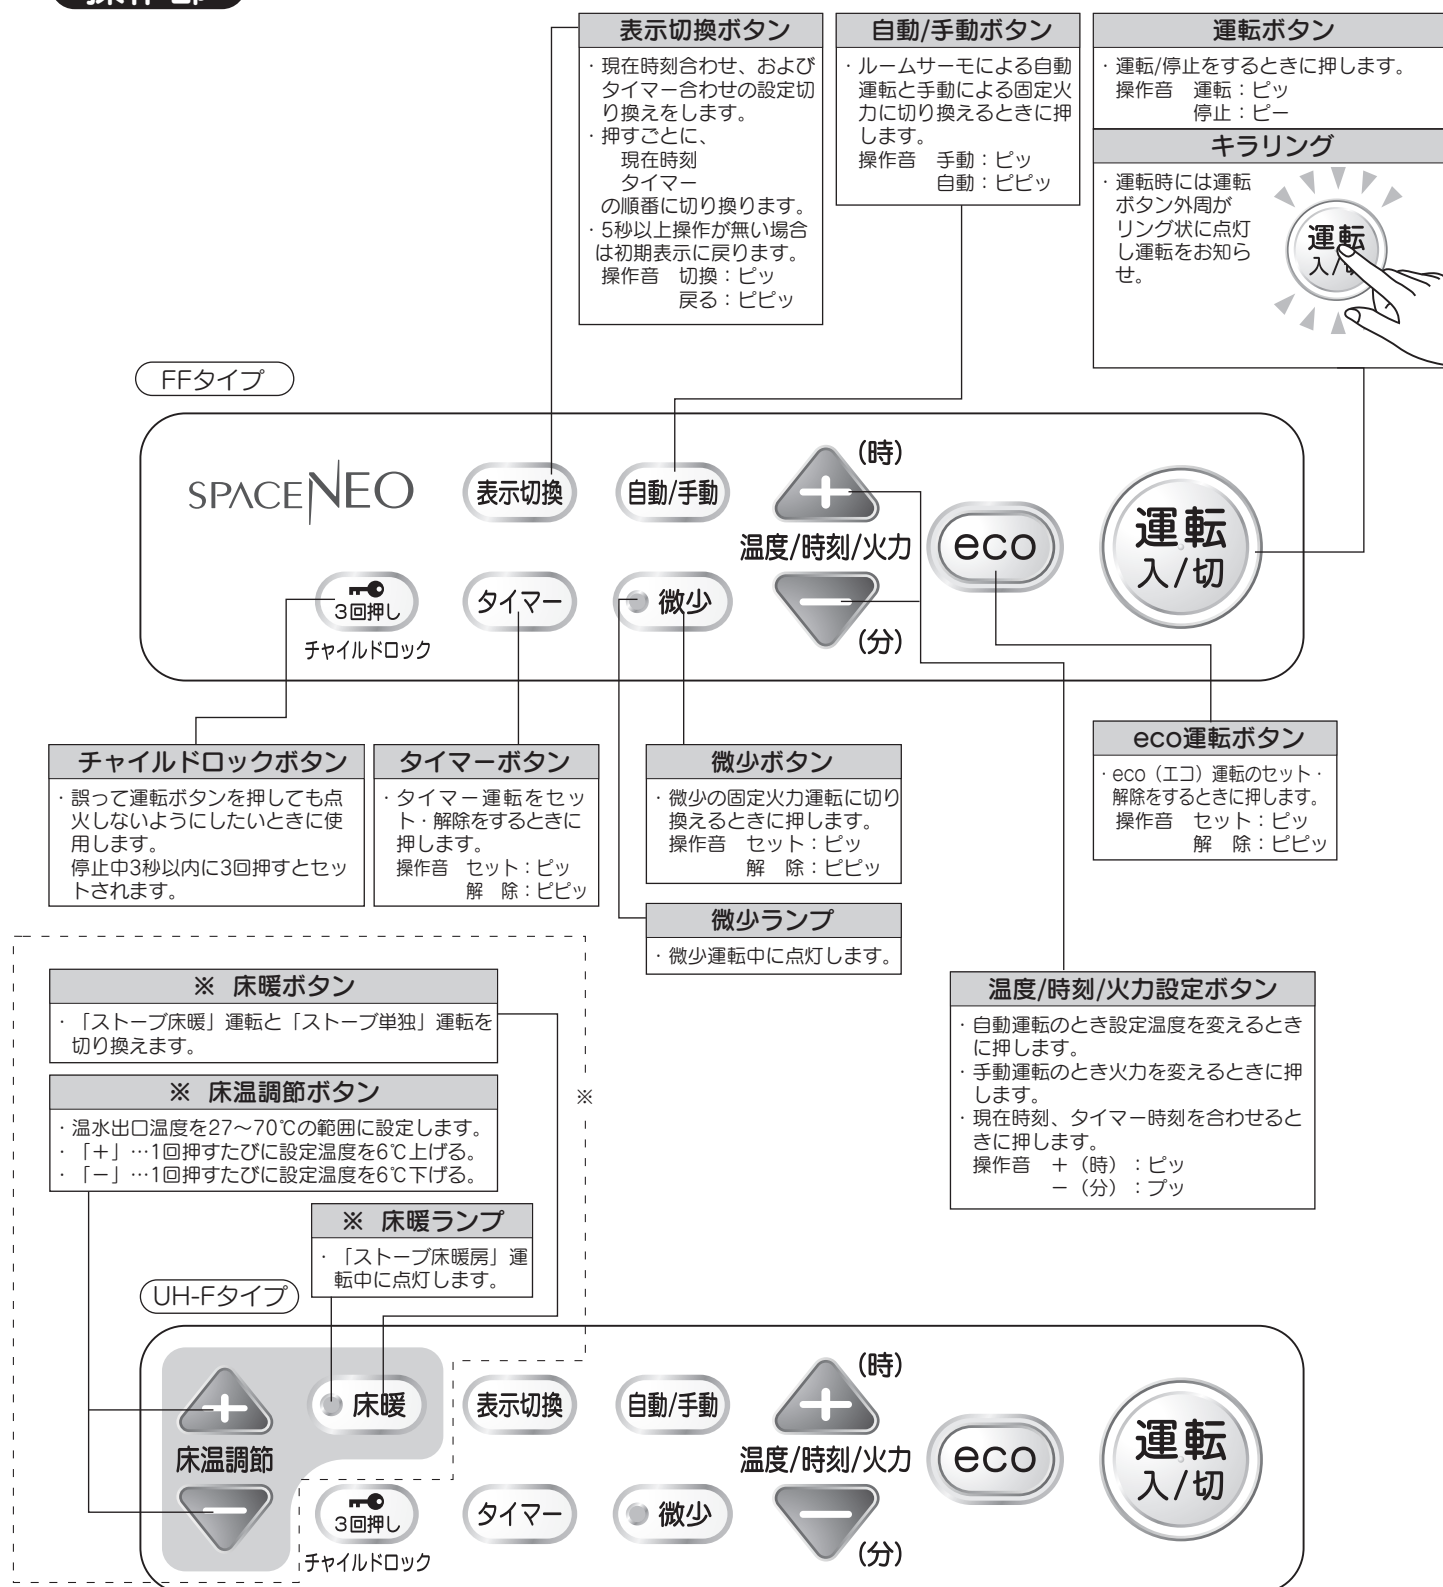 表示切換ボタン
・現在時刻合わせ、および
タイマー合わせの設定切
り換えをします。
・押すごとに、
現在時刻
タイマー
の順番に切り換ります。
・5秒以上操作が無い場合
は初期表示に戻ります。
操作音 切換：ピッ
戻る：ピピッ
自動/手動ボタン
・ルームサーモによる自動
運転と手動による固定火
力に切り換えるときに押
します。
操作音 手動：ピッ
自動：ピピッ
運転ボタン
・運転/停止をするときに押します。
操作音 運転：ピッ
停止：ピー
キラリング
・運転時には運転
ボタン外周が
リング状に点灯
し運転をお知ら
せ。
運転
入/切
FFタイプ
SPACENEO
表示切換
自動/手動
(時)
温度/時刻/火力
(分)
eco
運転
入/切
3回押し
チャイルドロック
タイマー
微少
チャイルドロックボタン
・誤って運転ボタンを押しても点
火しないようにしたいときに使
用します。
停止中3秒以内に3回押すとセッ
トされます。
タイマーボタン
・タイマー運転をセッ
ト・解除をするときに
押します。
操作音 セット：ピッ
解　除：ピピッ
微少ボタン
・微少の固定火力運転に切り
換えるときに押します。
操作音 セット：ピッ
解　除：ピピッ
微少ランプ
・微少運転中に点灯します。
eco運転ボタン
・eco（エコ）運転のセット・
解除をするときに押します。
操作音 セット：ピッ
解　除：ピピッ
温度/時刻/火力設定ボタン
・自動運転のとき設定温度を変えるとき
に押します。
・手動運転のとき火力を変えるときに押
します。
・現在時刻、タイマー時刻を合わせると
きに押します。
操作音 ＋（時）：ピッ
－（分）：プッ
※ 床暖ボタン
・「ストーブ床暖」運転と「ストーブ単独」運転を
切り換えます。
※ 床温調節ボタン
・温水出口温度を27～70℃の範囲に設定します。
・「＋」…1回押すたびに設定温度を6℃上げる。
・「－」…1回押すたびに設定温度を6℃下げる。
※
※ 床暖ランプ
・「ストーブ床暖房」運
転中に点灯します。
UH-Fタイプ
床温調節
床暖
表示切換
自動/手動
(時)
温度/時刻/火力
(分)
eco
運転
入/切
3回押し
チャイルドロック
タイマー
微少